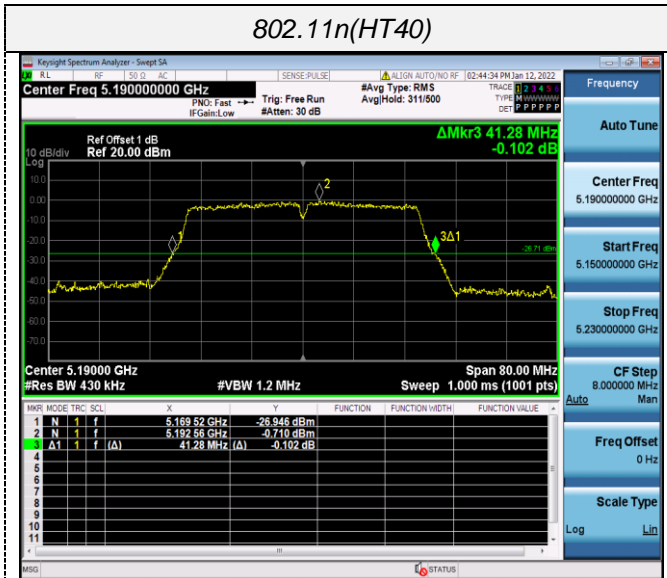 802.11n(HT40)
Keysight Spectrum Analyzer - Swept SA
RL RF 50 Ω AC SENSE:PULSE ALIGN AUTO/NO RF 02:44:34 PM Jan 12, 2022
Center Freq 5.190000000 GHz
PNO: Fast
IFGain:Low
Trig: Free Run
#Atten: 30 dB
#Avg Type: RMS
Avg|Hold: 311/500
TRACE 1 2 3 4 5 6
TYPE MWWWWW
DET P P P P P P
Ref Offset 1 dB
10 dB/div Ref 20.00 dBm
Log
ΔMkr3 41.28 MHz
-0.102 dB
10.0
0.00
-10.0
-20.0
-30.0
-40.0
-50.0
-60.0
-70.0
1
2
3Δ1
-26.71 dBm
Center 5.19000 GHz Span 80.00 MHz
#Res BW 430 kHz #VBW 1.2 MHz Sweep 1.000 ms (1001 pts)
MKR MODE TRC SCL X Y FUNCTION FUNCTION WIDTH FUNCTION VALUE
1 N 1 f 5.169 52 GHz -26.946 dBm
2 N 1 f 5.192 56 GHz -0.710 dBm
3 Δ1 1 f (Δ) 41.28 MHz (Δ) -0.102 dB
4
5
6
7
8
9
10
11
MSG STATUS
Frequency
Auto Tune
Center Freq
5.190000000 GHz
Start Freq
5.150000000 GHz
Stop Freq
5.230000000 GHz
CF Step
8.000000 MHz
Auto Man
Freq Offset
0 Hz
Scale Type
Log Lin